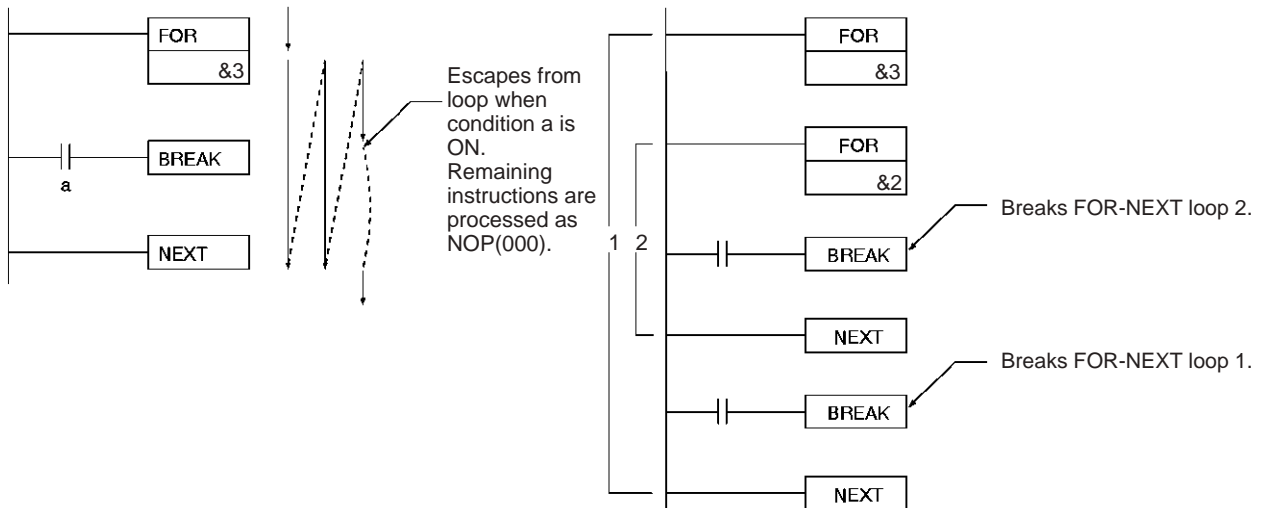 FOR
&3
BREAK
a
NEXT
Escapes from
loop when
condition a is
ON.
Remaining
instructions are
processed as
NOP(000).
FOR
&3
FOR
&2
Breaks FOR-NEXT loop 2.
1 2
BREAK
NEXT
Breaks FOR-NEXT loop 1.
BREAK
NEXT